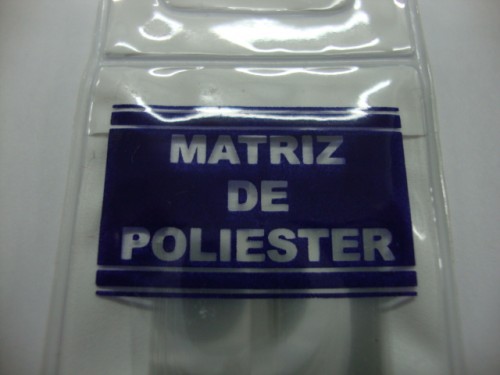 MATRIZ
DE
POLIESTER